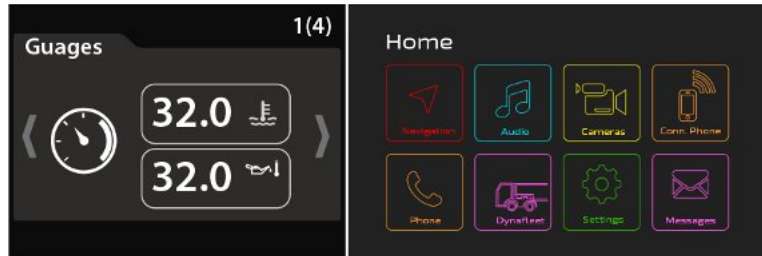 1(4)
Guages
32.0
32.0
Home
Navigation Audio Cameras Conn. Phone
Phone Dynafleet Settings Messages